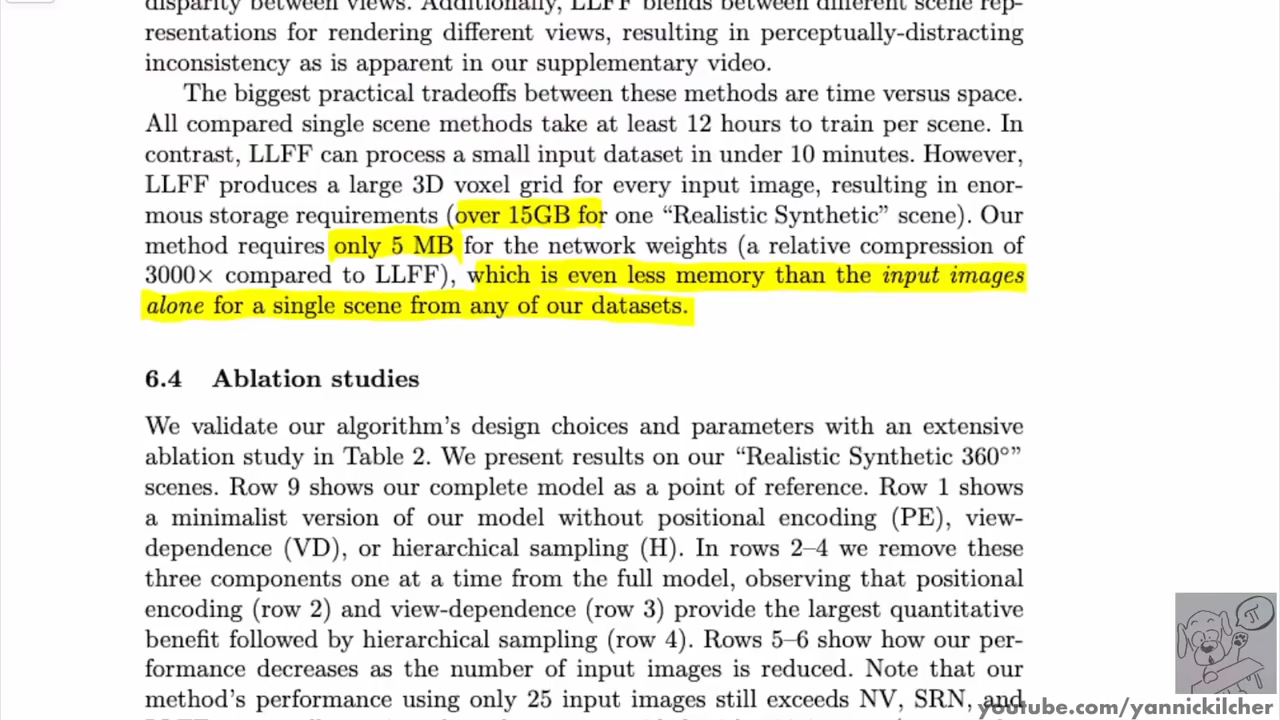 disparity between views. Additionally, LLFF blends between different scene rep-
resentations for rendering different views, resulting in perceptually-distracting
inconsistency as is apparent in our supplementary video.
The biggest practical tradeoffs between these methods are time versus space.
All compared single scene methods take at least 12 hours to train per scene. In
contrast, LLFF can process a small input dataset in under 10 minutes. However,
LLFF produces a large 3D voxel grid for every input image, resulting in enor-
mous storage requirements (over 15GB for one “Realistic Synthetic” scene). Our
method requires only 5 MB for the network weights (a relative compression of
3000× compared to LLFF), which is even less memory than the input images
alone for a single scene from any of our datasets.
6.4 Ablation studies
We validate our algorithm’s design choices and parameters with an extensive
ablation study in Table 2. We present results on our “Realistic Synthetic 360°”
scenes. Row 9 shows our complete model as a point of reference. Row 1 shows
a minimalist version of our model without positional encoding (PE), view-
dependence (VD), or hierarchical sampling (H). In rows 2–4 we remove these
three components one at a time from the full model, observing that positional
encoding (row 2) and view-dependence (row 3) provide the largest quantitative
benefit followed by hierarchical sampling (row 4). Rows 5–6 show how our per-
formance decreases as the number of input images is reduced. Note that our
method’s performance using only 25 input images still exceeds NV, SRN, and
π
youtube.com/yannickilcher